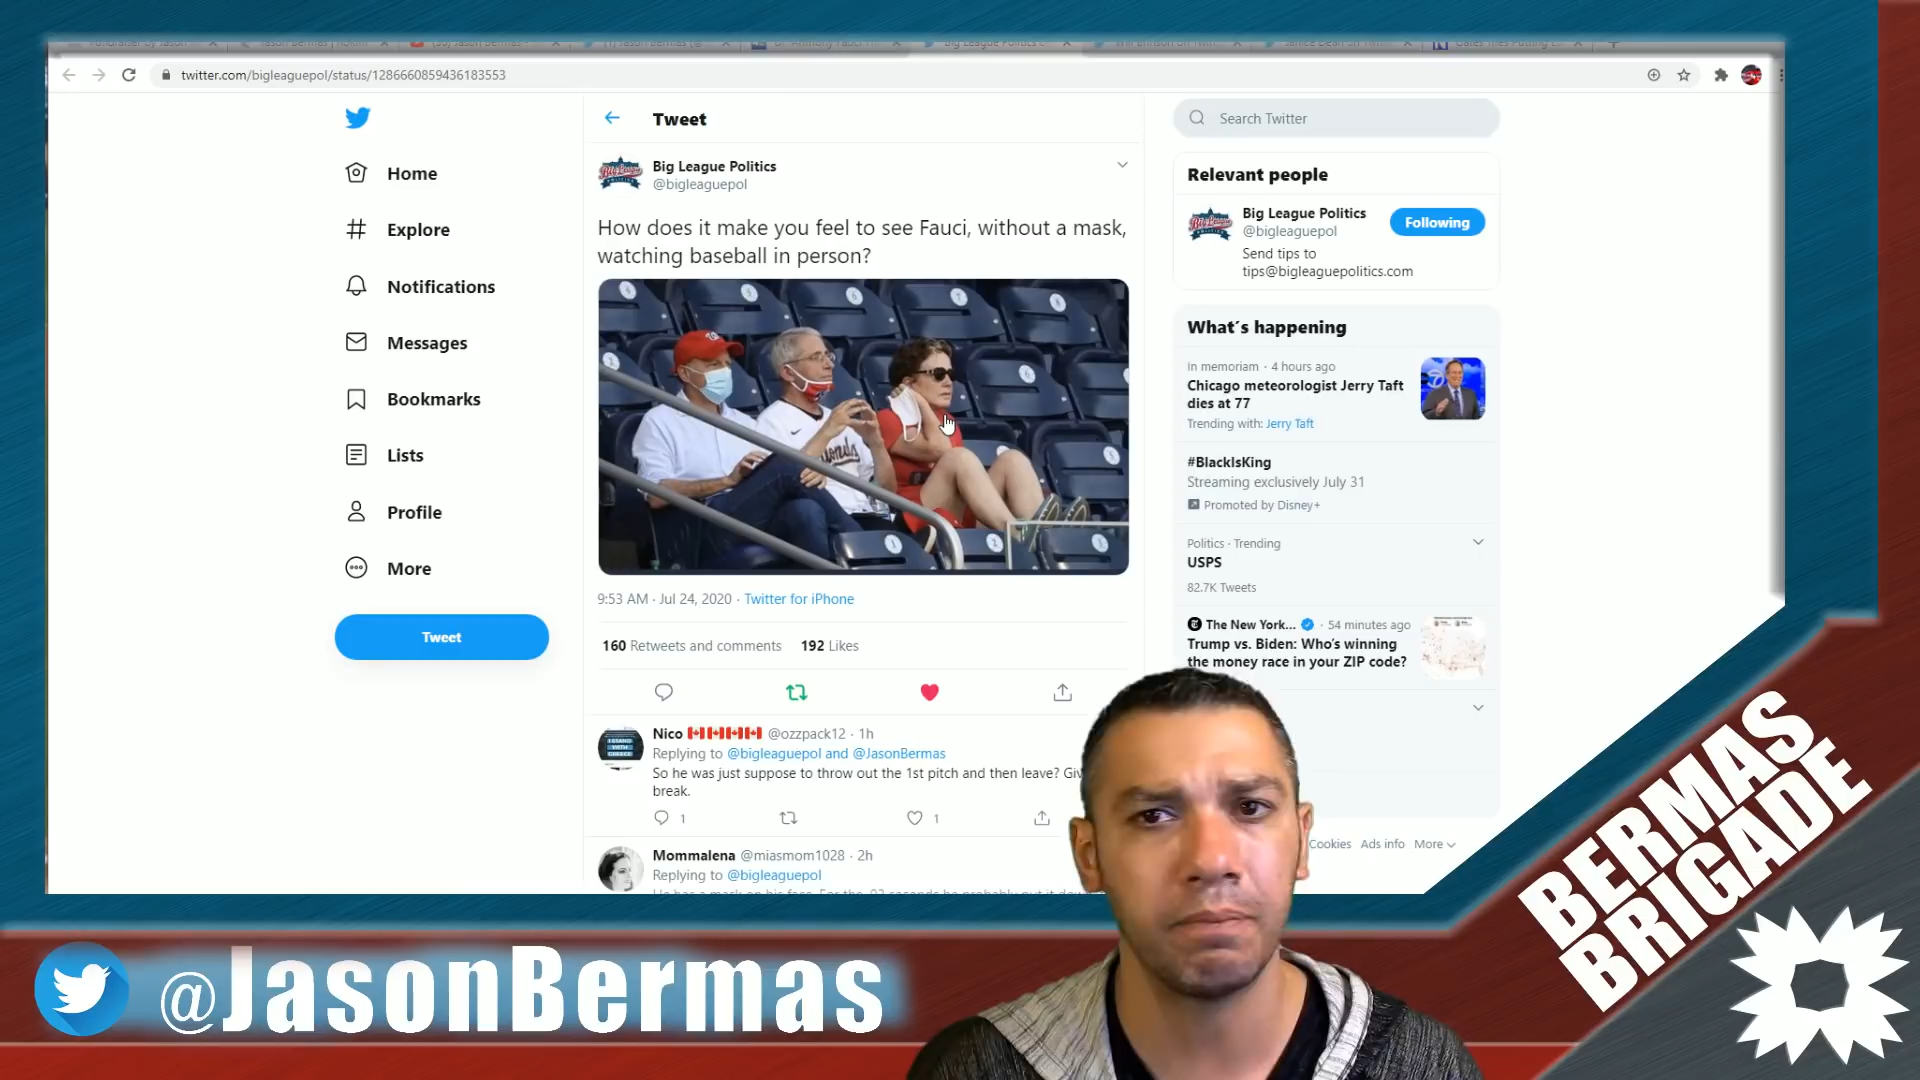 twitter.com/bigleaguepol/status/1286660859436183553
Home
Explore
Notifications
Messages
Bookmarks
Lists
Profile
More
Tweet
Tweet
Big League Politics
@bigleaguepol
How does it make you feel to see Fauci, without a mask,
watching baseball in person?
9:53 AM · Jul 24, 2020 · Twitter for iPhone
160 Retweets and comments 192 Likes
Nico @ozzpack12 · 1h
Replying to @bigleaguepol and @JasonBermas
So he was just suppose to throw out the 1st pitch and then leave?
break.
1
1
Mommalena @miasmom1028 · 2h
Replying to @bigleaguepol
Search Twitter
Relevant people
Big League Politics
@bigleaguepol
Following
Send tips to
tips@bigleaguepolitics.com
What's happening
In memoriam · 4 hours ago
Chicago meteorologist Jerry Taft
dies at 77
Trending with: Jerry Taft
#BlackIsKing
Streaming exclusively July 31
Promoted by Disney+
Politics · Trending
USPS
82.7K Tweets
The New York... · 54 minutes ago
Trump vs. Biden: Who's winning
the money race in your ZIP code?
Cookies Ads info More
@JasonBermas
BERMAS
BRIGADE